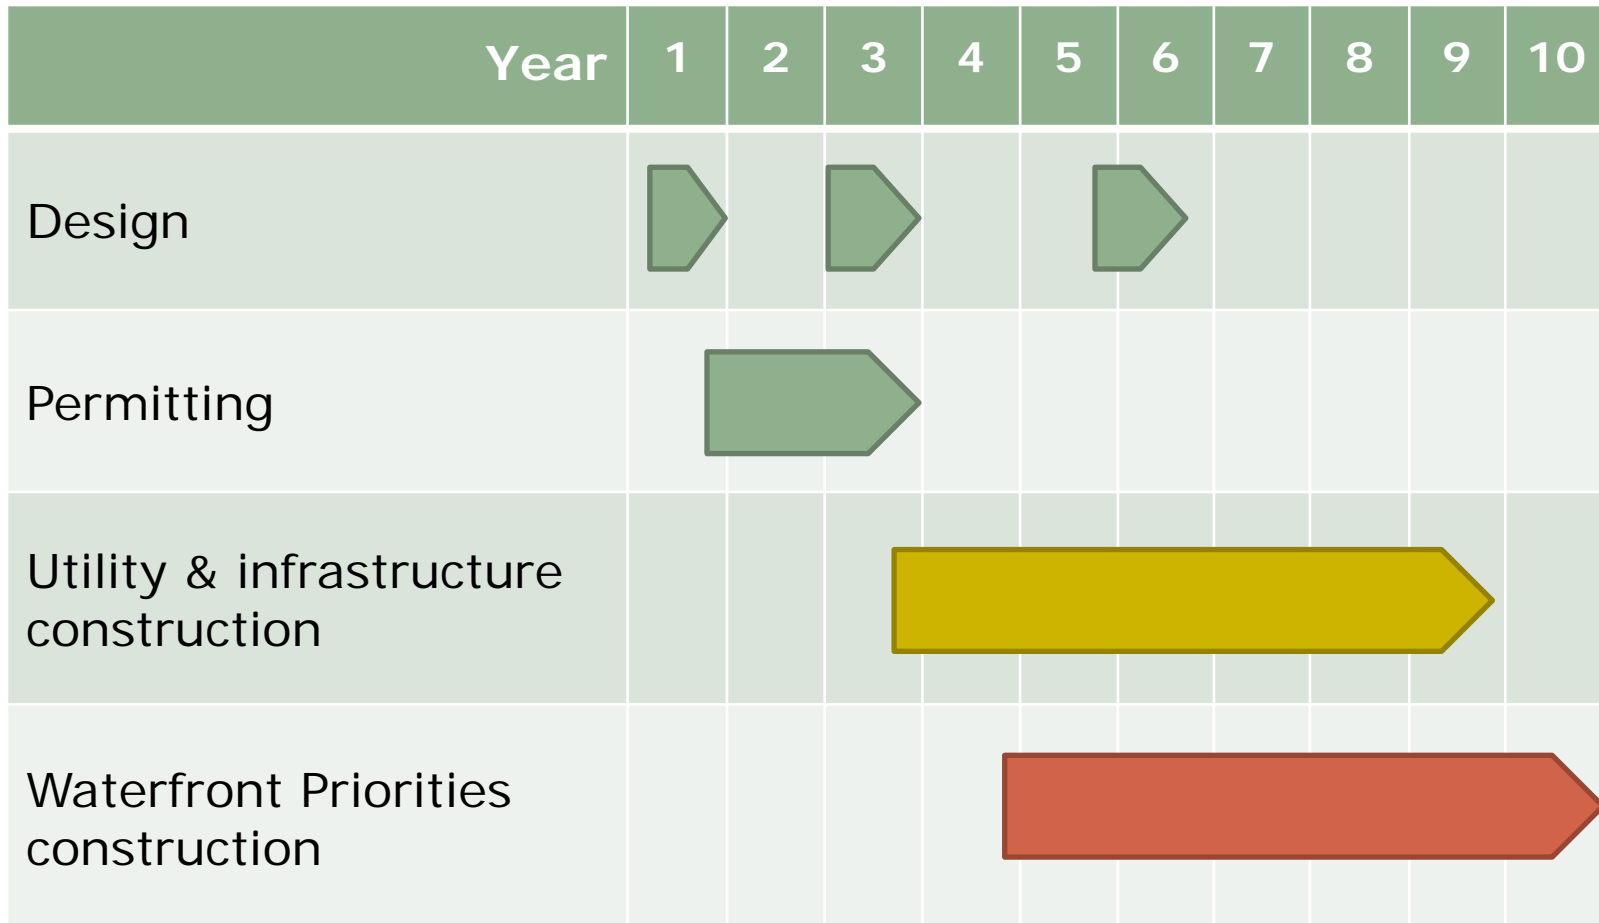 Year 1 2 3 4 5 6 7 8 9 10
Design
Permitting
Utility & infrastructure
construction
Waterfront Priorities
construction